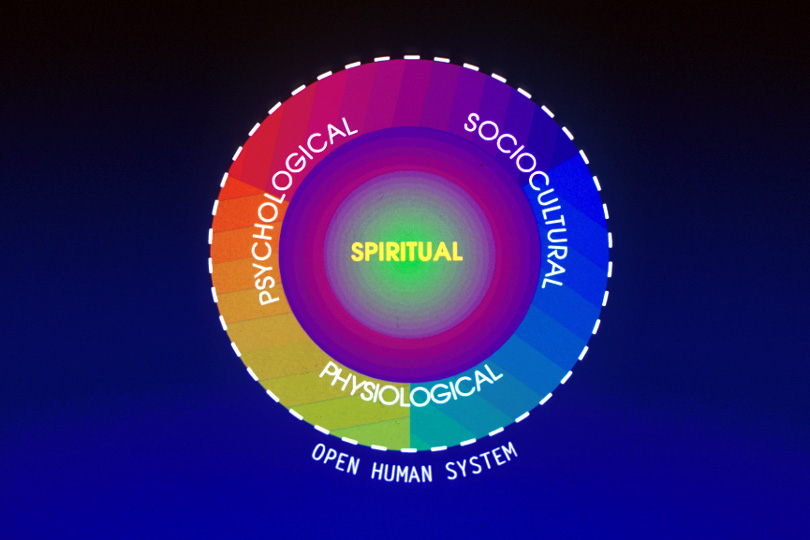 PSYCHOLOGICAL
SOCIOCULTURAL
SPIRITUAL
PHYSIOLOGICAL
OPEN HUMAN SYSTEM